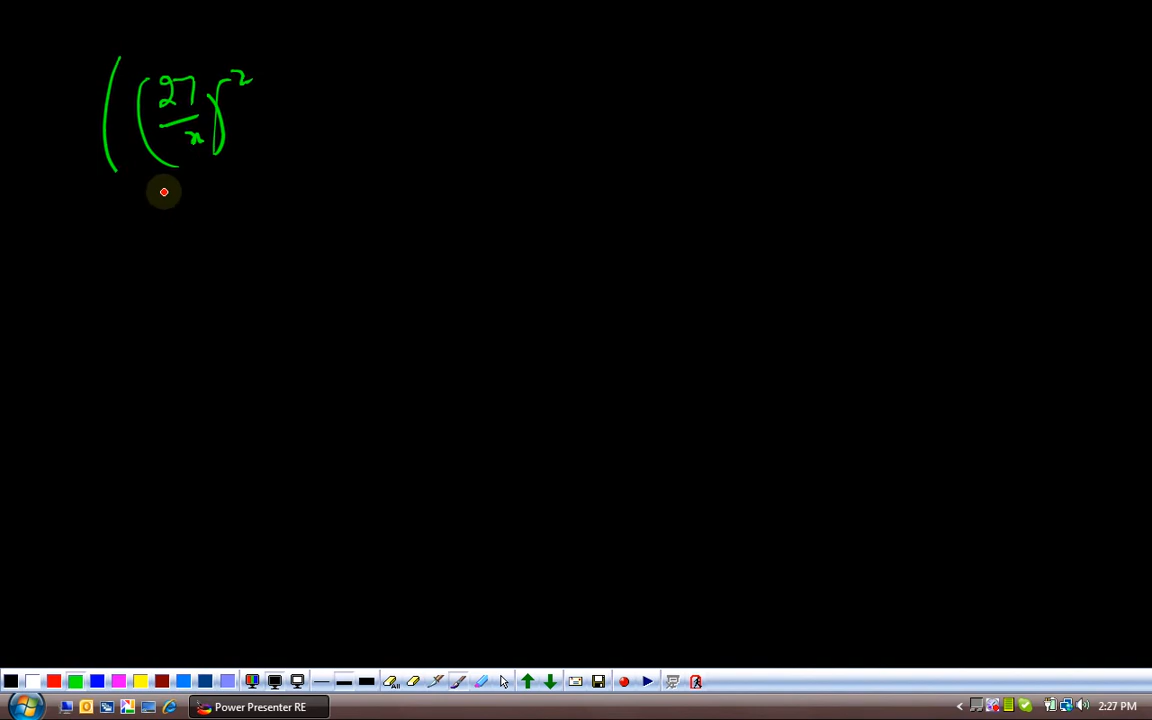 ( ( 27 / x )²
Power Presenter RE
2:27 PM